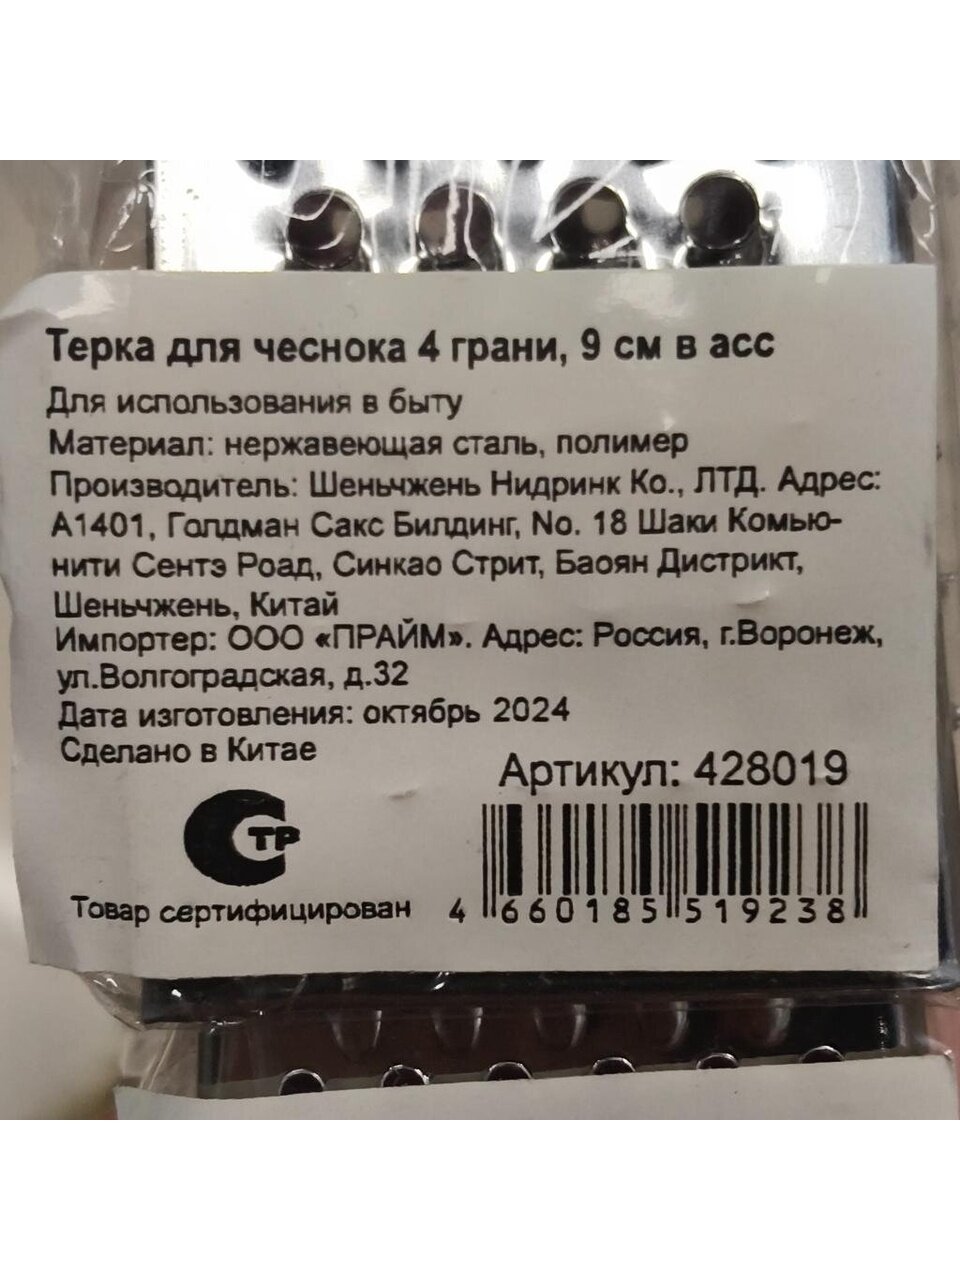 Терка для чеснока 4 грани, 9 см в асс
Для использования в быту
Материал: нержавеющая сталь, полимер
Производитель: Шеньчжень Нидринк Ко., ЛТД. Адрес:
А1401, Голдман Сакс Билдинг, No. 18 Шаки Комью-
нити Сентэ Роад, Синкао Стрит, Баоян Дистрикт,
Шеньчжень, Китай
Импортер: ООО «ПРАЙМ». Адрес: Россия, г.Воронеж,
ул.Волгоградская, д.32
Дата изготовления: октябрь 2024
Сделано в Китае
Артикул: 428019
СТР
Товар сертифицирован
4 660185 519238